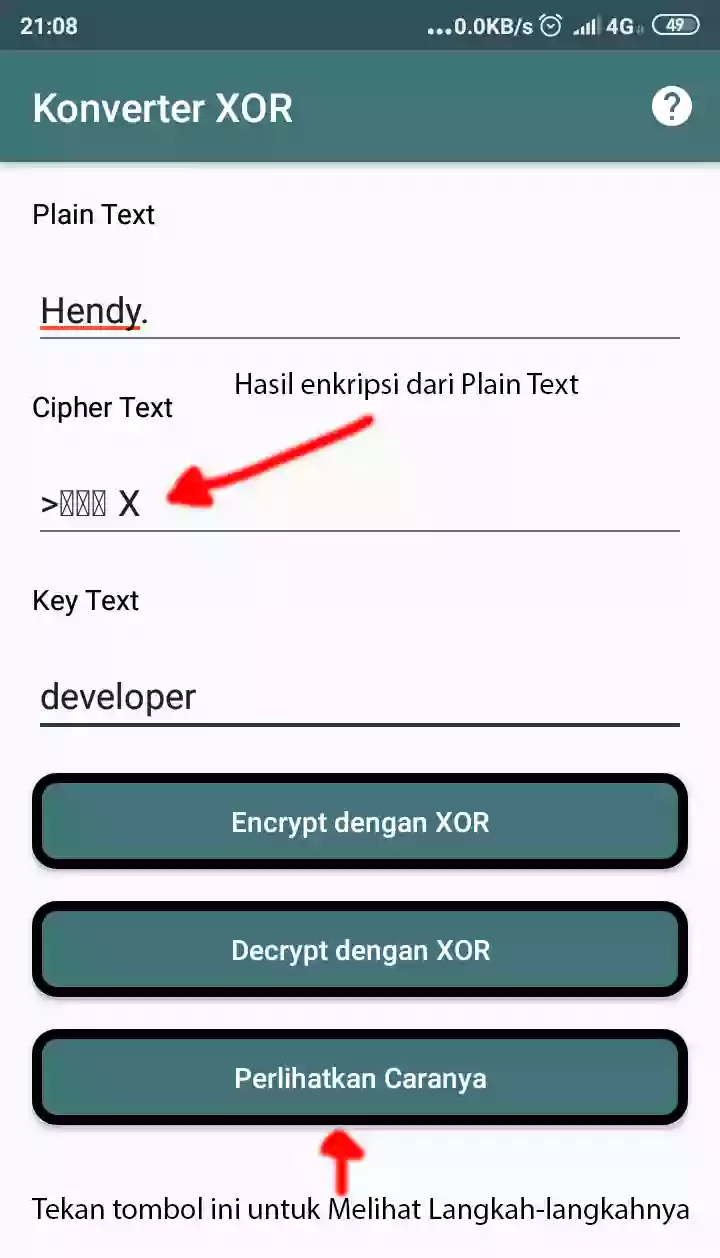 21:08
...0.0KB/s 4G 49
Konverter XOR
?
Plain Text
Hendy.
Hasil enkripsi dari Plain Text
Cipher Text
>▯▯▯ X
Key Text
developer
Encrypt dengan XOR
Decrypt dengan XOR
Perlihatkan Caranya
Tekan tombol ini untuk Melihat Langkah-langkahnya